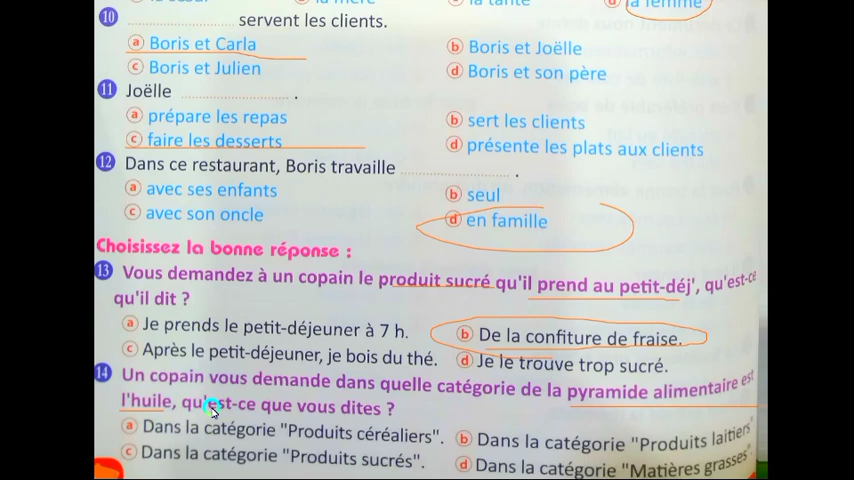 la tante
la femme
10 .................... servent les clients.
a Boris et Carla
b Boris et Joëlle
c Boris et Julien
d Boris et son père
11 Joëlle .................... .
a prépare les repas
b sert les clients
c faire les desserts
d présente les plats aux clients
12 Dans ce restaurant, Boris travaille .................... .
a avec ses enfants
b seul
c avec son oncle
d en famille
Choisissez la bonne réponse :
13 Vous demandez à un copain le produit sucré qu'il prend au petit-déj', qu'est-ce
qu'il dit ?
a Je prends le petit-déjeuner à 7 h.
b De la confiture de fraise.
c Après le petit-déjeuner, je bois du thé.
d Je le trouve trop sucré.
14 Un copain vous demande dans quelle catégorie de la pyramide alimentaire est
l'huile, qu'est-ce que vous dites ?
a Dans la catégorie "Produits céréaliers".
b Dans la catégorie "Produits laitiers"
c Dans la catégorie "Produits sucrés".
d Dans la catégorie "Matières grasses".